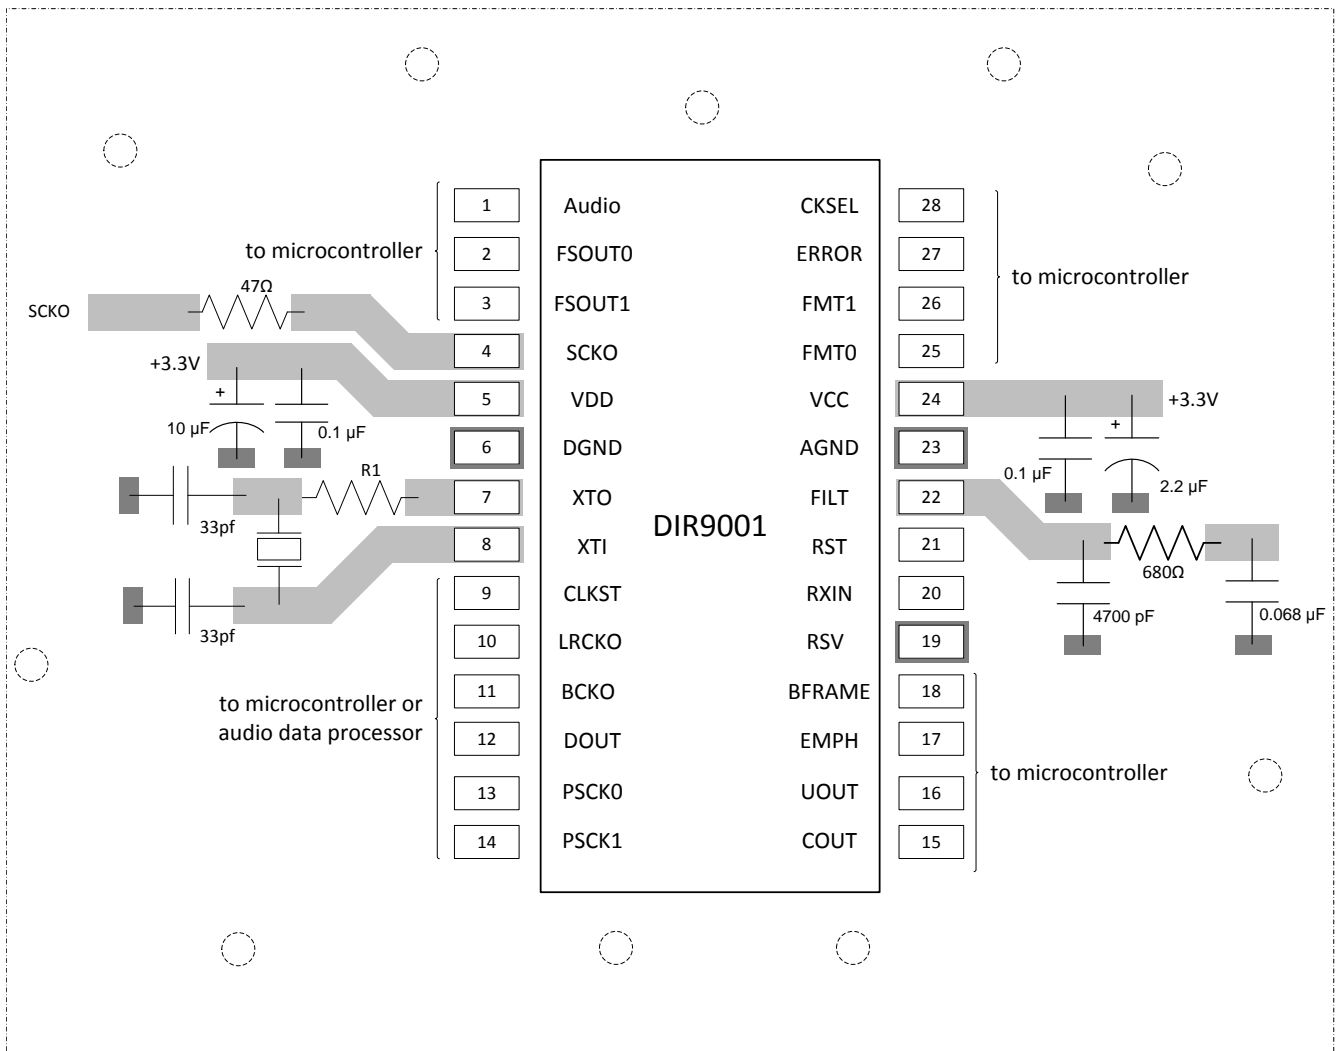 1 Audio CKSEL 28
to microcontroller
2 FSOUT0 ERROR 27
to microcontroller
47Ω
SCKO
3 FSOUT1 FMT1 26
4 SCKO FMT0 25
+3.3V
5 VDD VCC 24
+3.3V
+
10 µF
0.1 µF
6 DGND AGND 23
+
0.1 µF
2.2 µF
R1
7 XTO FILT 22
33pf
DIR9001
8 XTI RST 21
680Ω
9 CLKST RXIN 20
4700 pF
0.068 µF
33pf
10 LRCKO RSV 19
11 BCKO BFRAME 18
to microcontroller or
audio data processor
12 DOUT EMPH 17
to microcontroller
13 PSCK0 UOUT 16
14 PSCK1 COUT 15